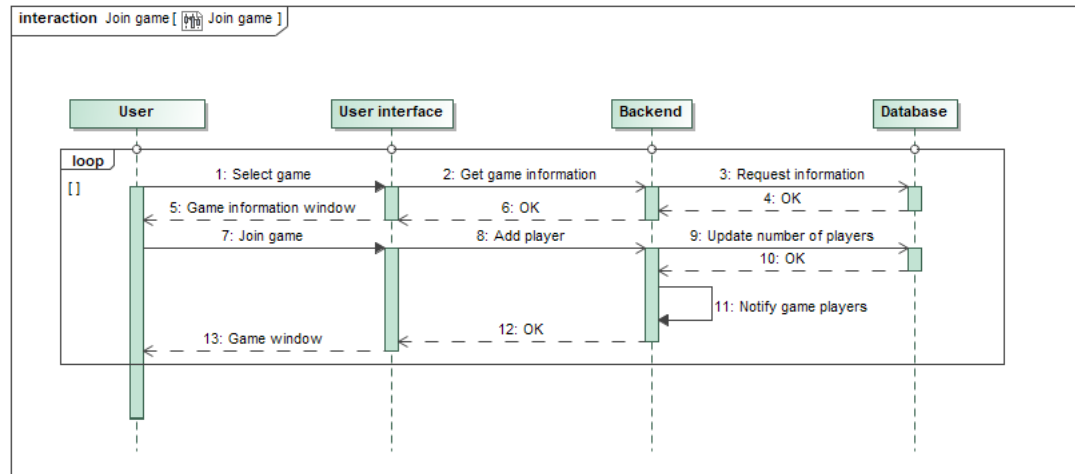 interaction Join game [ Join game ]
User
User interface
Backend
Database
loop
[ ]
1: Select game
2: Get game information
3: Request information
4: OK
5: Game information window
6: OK
7: Join game
8: Add player
9: Update number of players
10: OK
11: Notify game players
12: OK
13: Game window